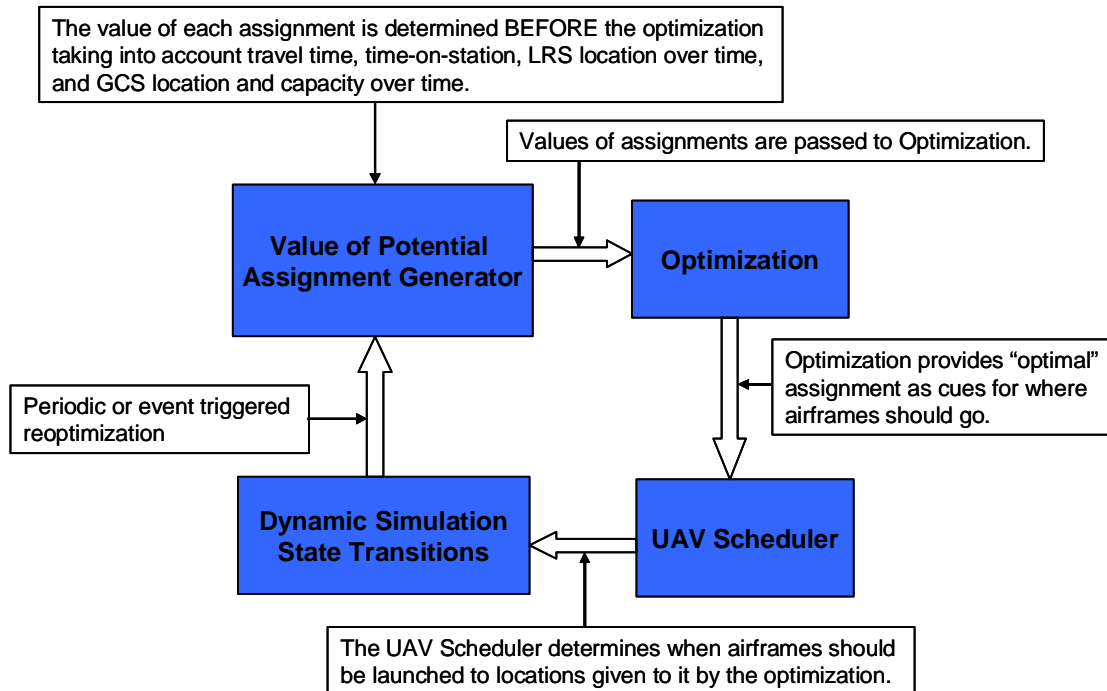 The value of each assignment is determined BEFORE the optimization
taking into account travel time, time-on-station, LRS location over time,
and GCS location and capacity over time.
Values of assignments are passed to Optimization.
Value of Potential
Assignment Generator
Optimization
Optimization provides “optimal”
assignment as cues for where
airframes should go.
Periodic or event triggered
reoptimization
Dynamic Simulation
State Transitions
UAV Scheduler
The UAV Scheduler determines when airframes should
be launched to locations given to it by the optimization.